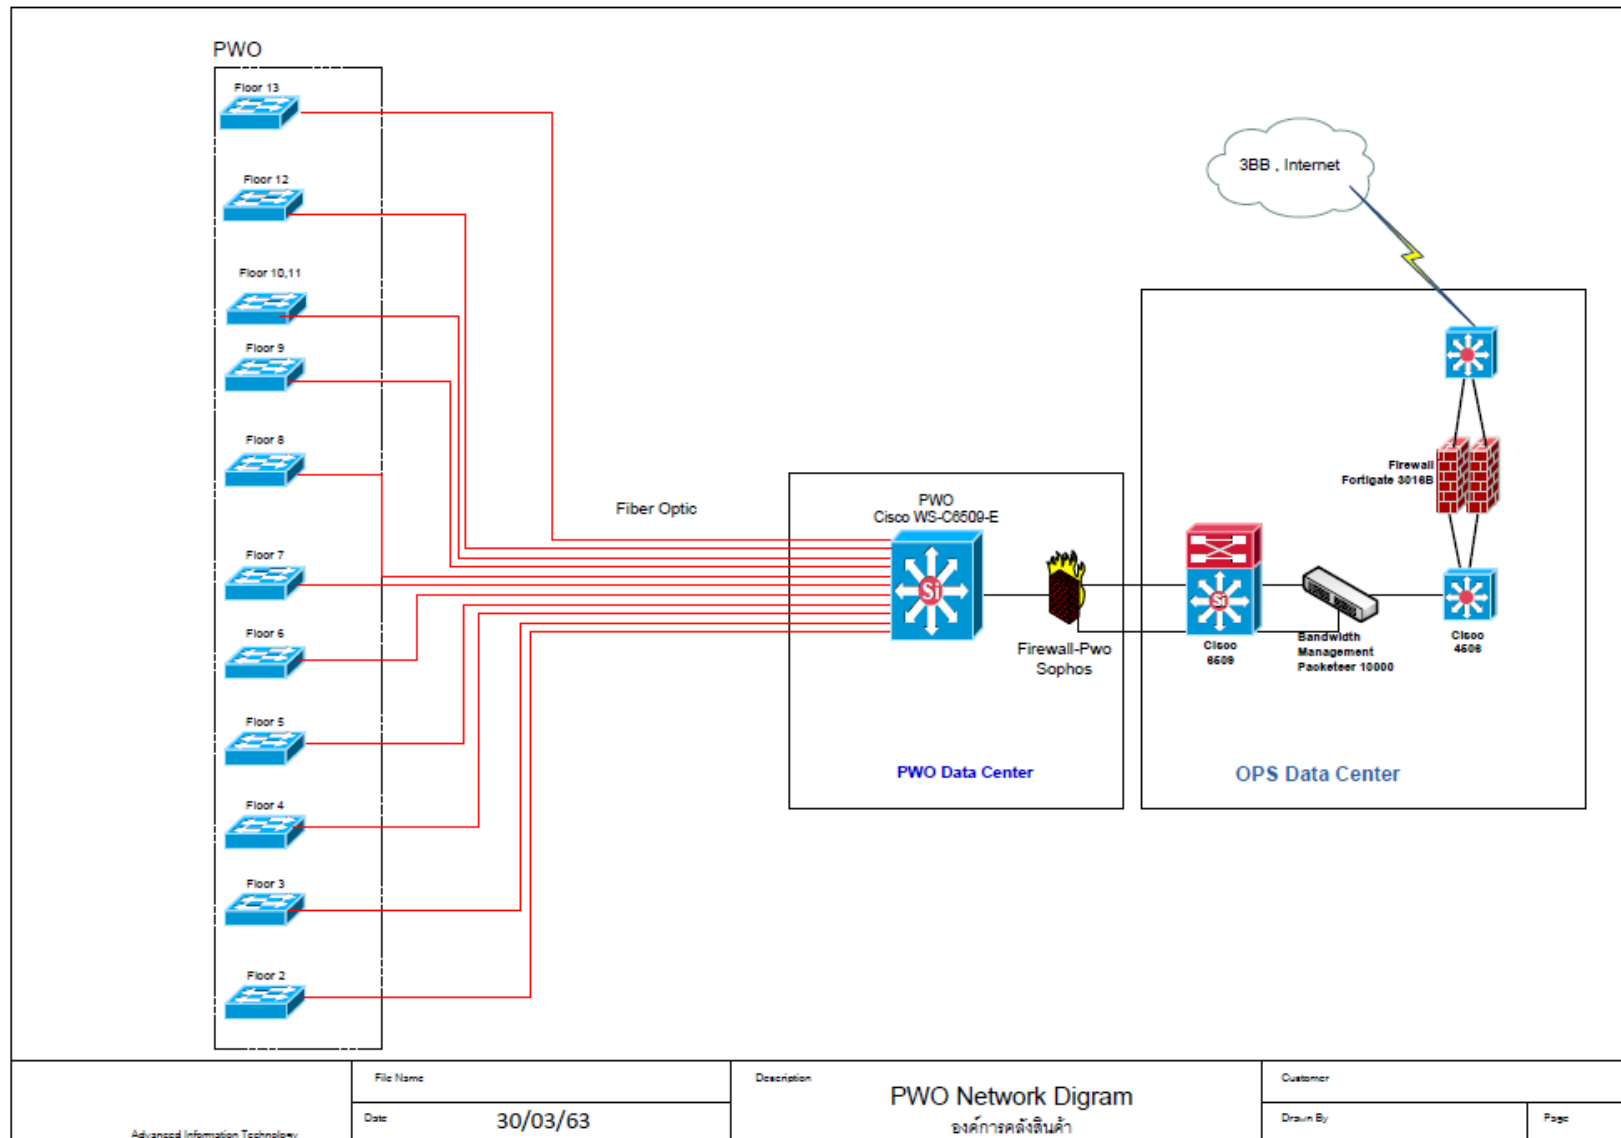 PWO
Floor 13
Floor 12
Floor 10,11
Floor 9
Floor 8
Floor 7
Floor 6
Floor 5
Floor 4
Floor 3
Floor 2
Fiber Optic
PWO
Cisco WS-C6509-E
Si
Firewall-Pwo
Sophos
PWO Data Center
3BB , Internet
Firewall
Fortigate 3016B
Si
Cisco
6509
Bandwidth
Management
Packeteer 10000
Cisco
4506
OPS Data Center
Advanced Information Technology
File Name
Date
30/03/63
Description
PWO Network Digram
องค์การคลังสินค้า
Customer
Drawn By
Page